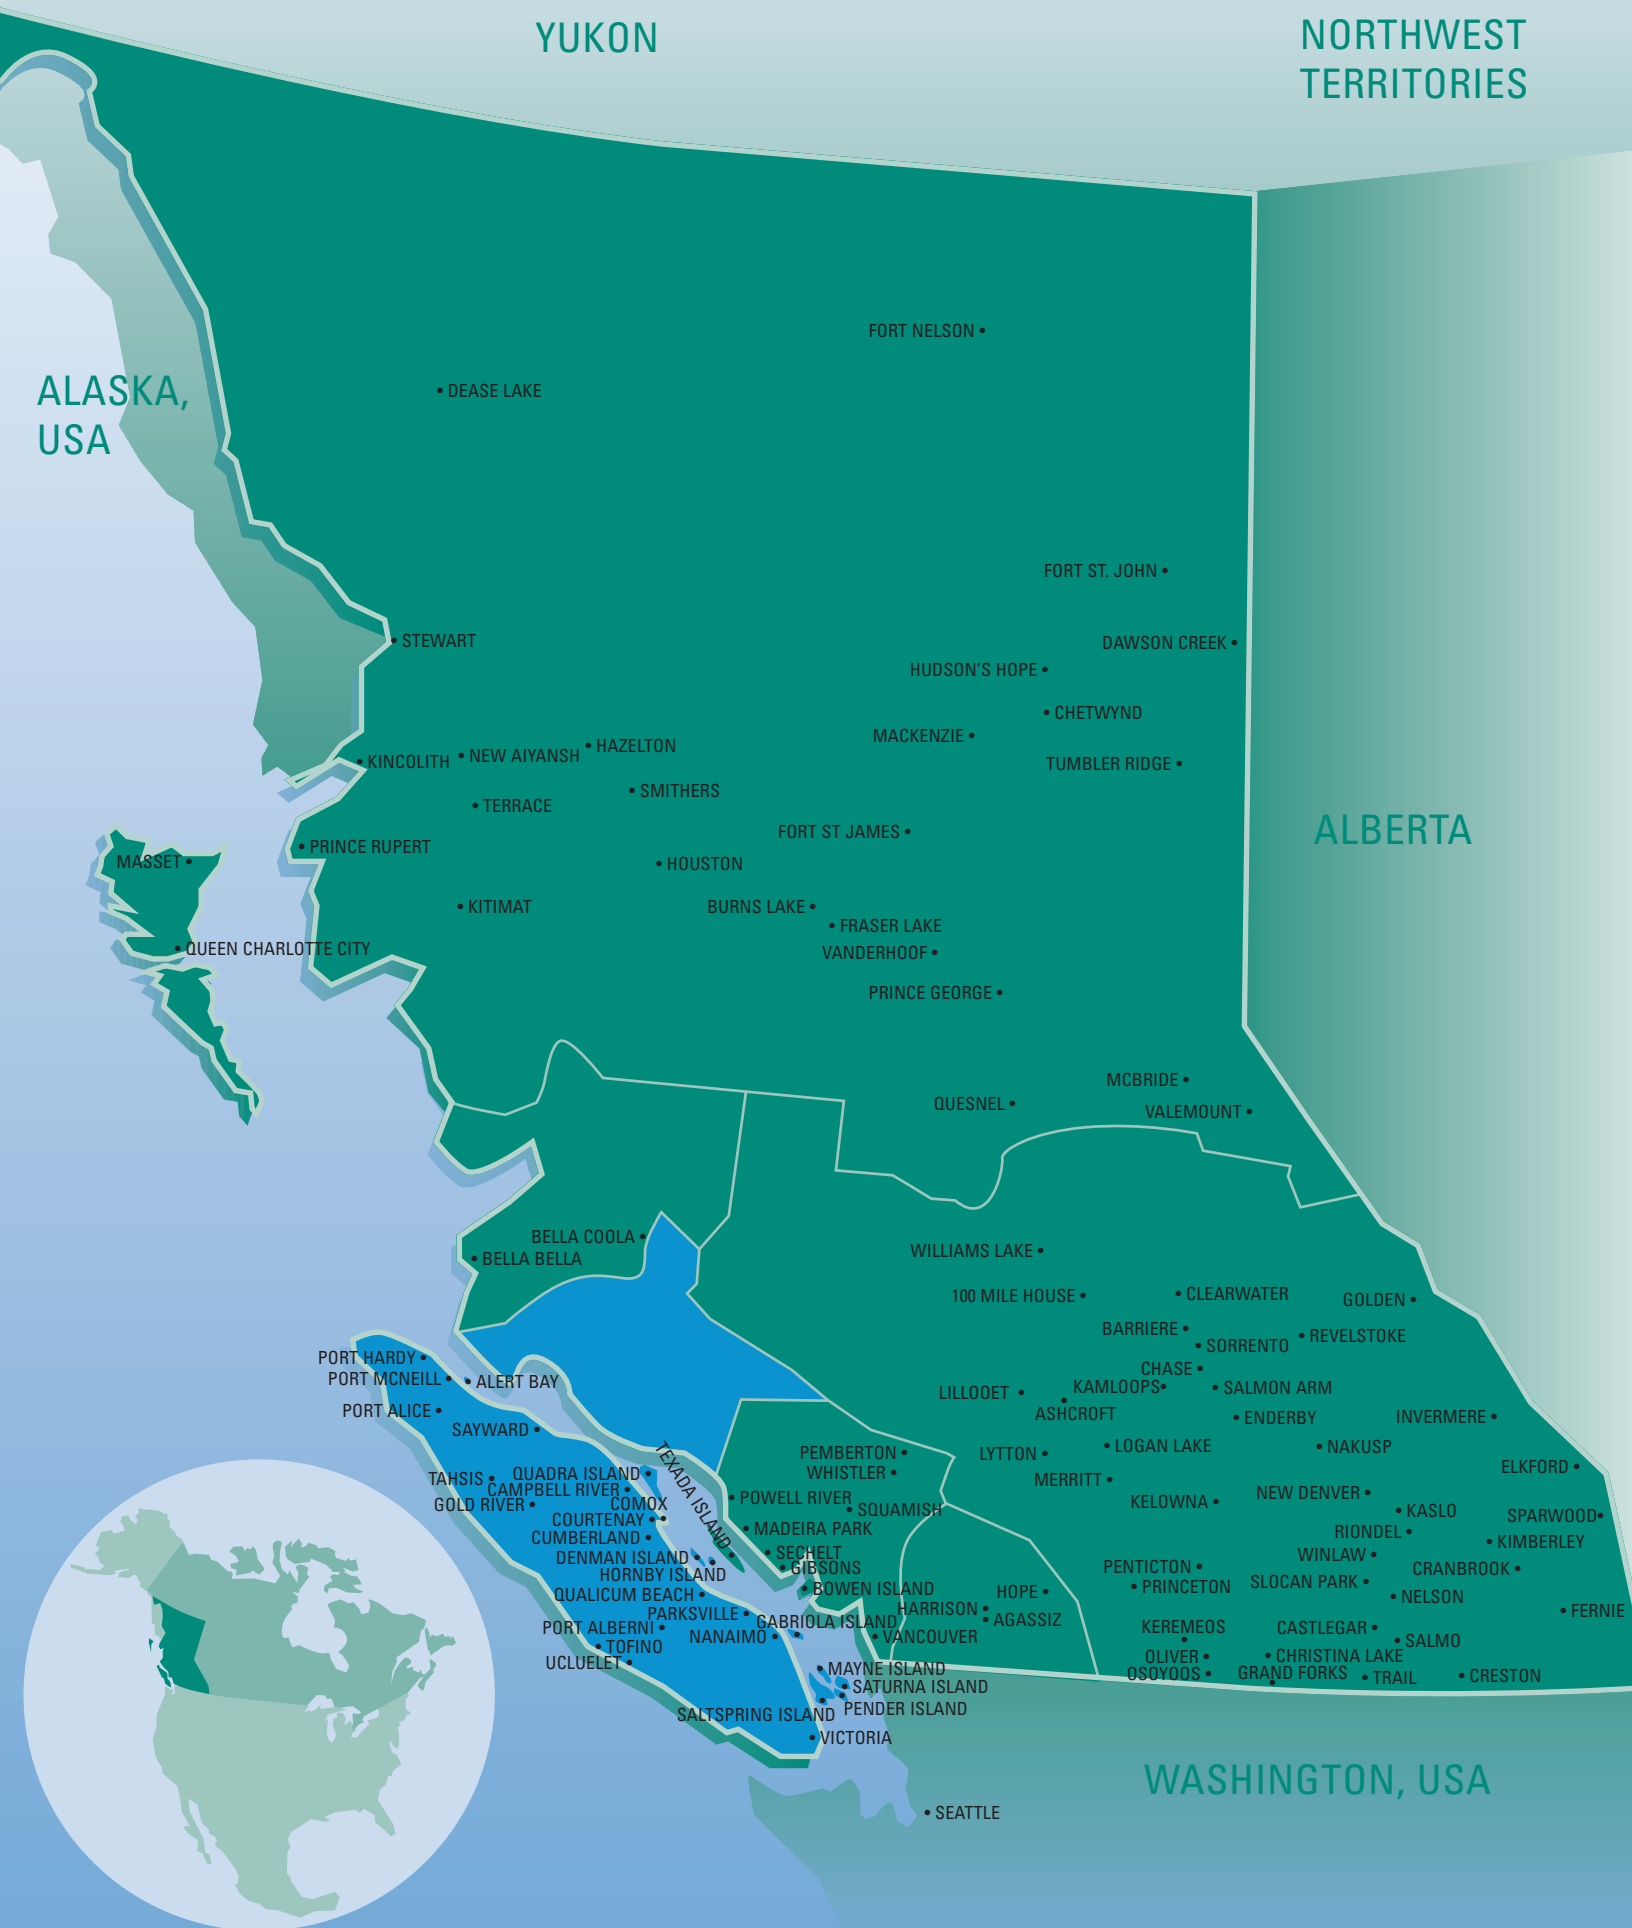 YUKON
NORTHWEST
TERRITORIES
FORT NELSON
ALASKA,
USA
DEASE LAKE
FORT ST. JOHN
STEWART
DAWSON CREEK
HUDSON'S HOPE
CHETWYND
MACKENZIE
HAZELTON
NEW AIYANSH
KINCOLITH
TUMBLER RIDGE
SMITHERS
TERRACE
FORT ST JAMES
ALBERTA
PRINCE RUPERT
MASSET
HOUSTON
KITIMAT
BURNS LAKE
FRASER LAKE
QUEEN CHARLOTTE CITY
VANDERHOOF
PRINCE GEORGE
MCBRIDE
QUESNEL
VALEMOUNT
BELLA COOLA
BELLA BELLA
WILLIAMS LAKE
100 MILE HOUSE
CLEARWATER
GOLDEN
BARRIERE
REVELSTOKE
SORRENTO
PORT HARDY
CHASE
PORT MCNEILL
ALERT BAY
KAMLOOPS
SALMON ARM
LILLOOET
PORT ALICE
ASHCROFT
ENDERBY
INVERMERE
SAYWARD
LOGAN LAKE
NAKUSP
PEMBERTON
LYTTON
ELKFORD
WHISTLER
TEXADA ISLAND
TAHSIS
QUADRA ISLAND
MERRITT
CAMPBELL RIVER
NEW DENVER
POWELL RIVER
KELOWNA
GOLD RIVER
COMOX
SQUAMISH
KASLO
SPARWOOD
COURTENAY
MADEIRA PARK
RIONDEL
CUMBERLAND
KIMBERLEY
SECHELT
WINLAW
DENMAN ISLAND
GIBSONS
PENTICTON
CRANBROOK
HORNBY ISLAND
SLOCAN PARK
PRINCETON
BOWEN ISLAND
HOPE
QUALICUM BEACH
NELSON
HARRISON
FERNIE
PARKSVILLE
GABRIOLA ISLAND
AGASSIZ
PORT ALBERNI
KEREMEOS
CASTLEGAR
NANAIMO
VANCOUVER
SALMO
TOFINO
OLIVER
CHRISTINA LAKE
UCLUELET
MAYNE ISLAND
OSOYOOS
GRAND FORKS
TRAIL
CRESTON
SATURNA ISLAND
PENDER ISLAND
SALTSPRING ISLAND
VICTORIA
WASHINGTON, USA
SEATTLE